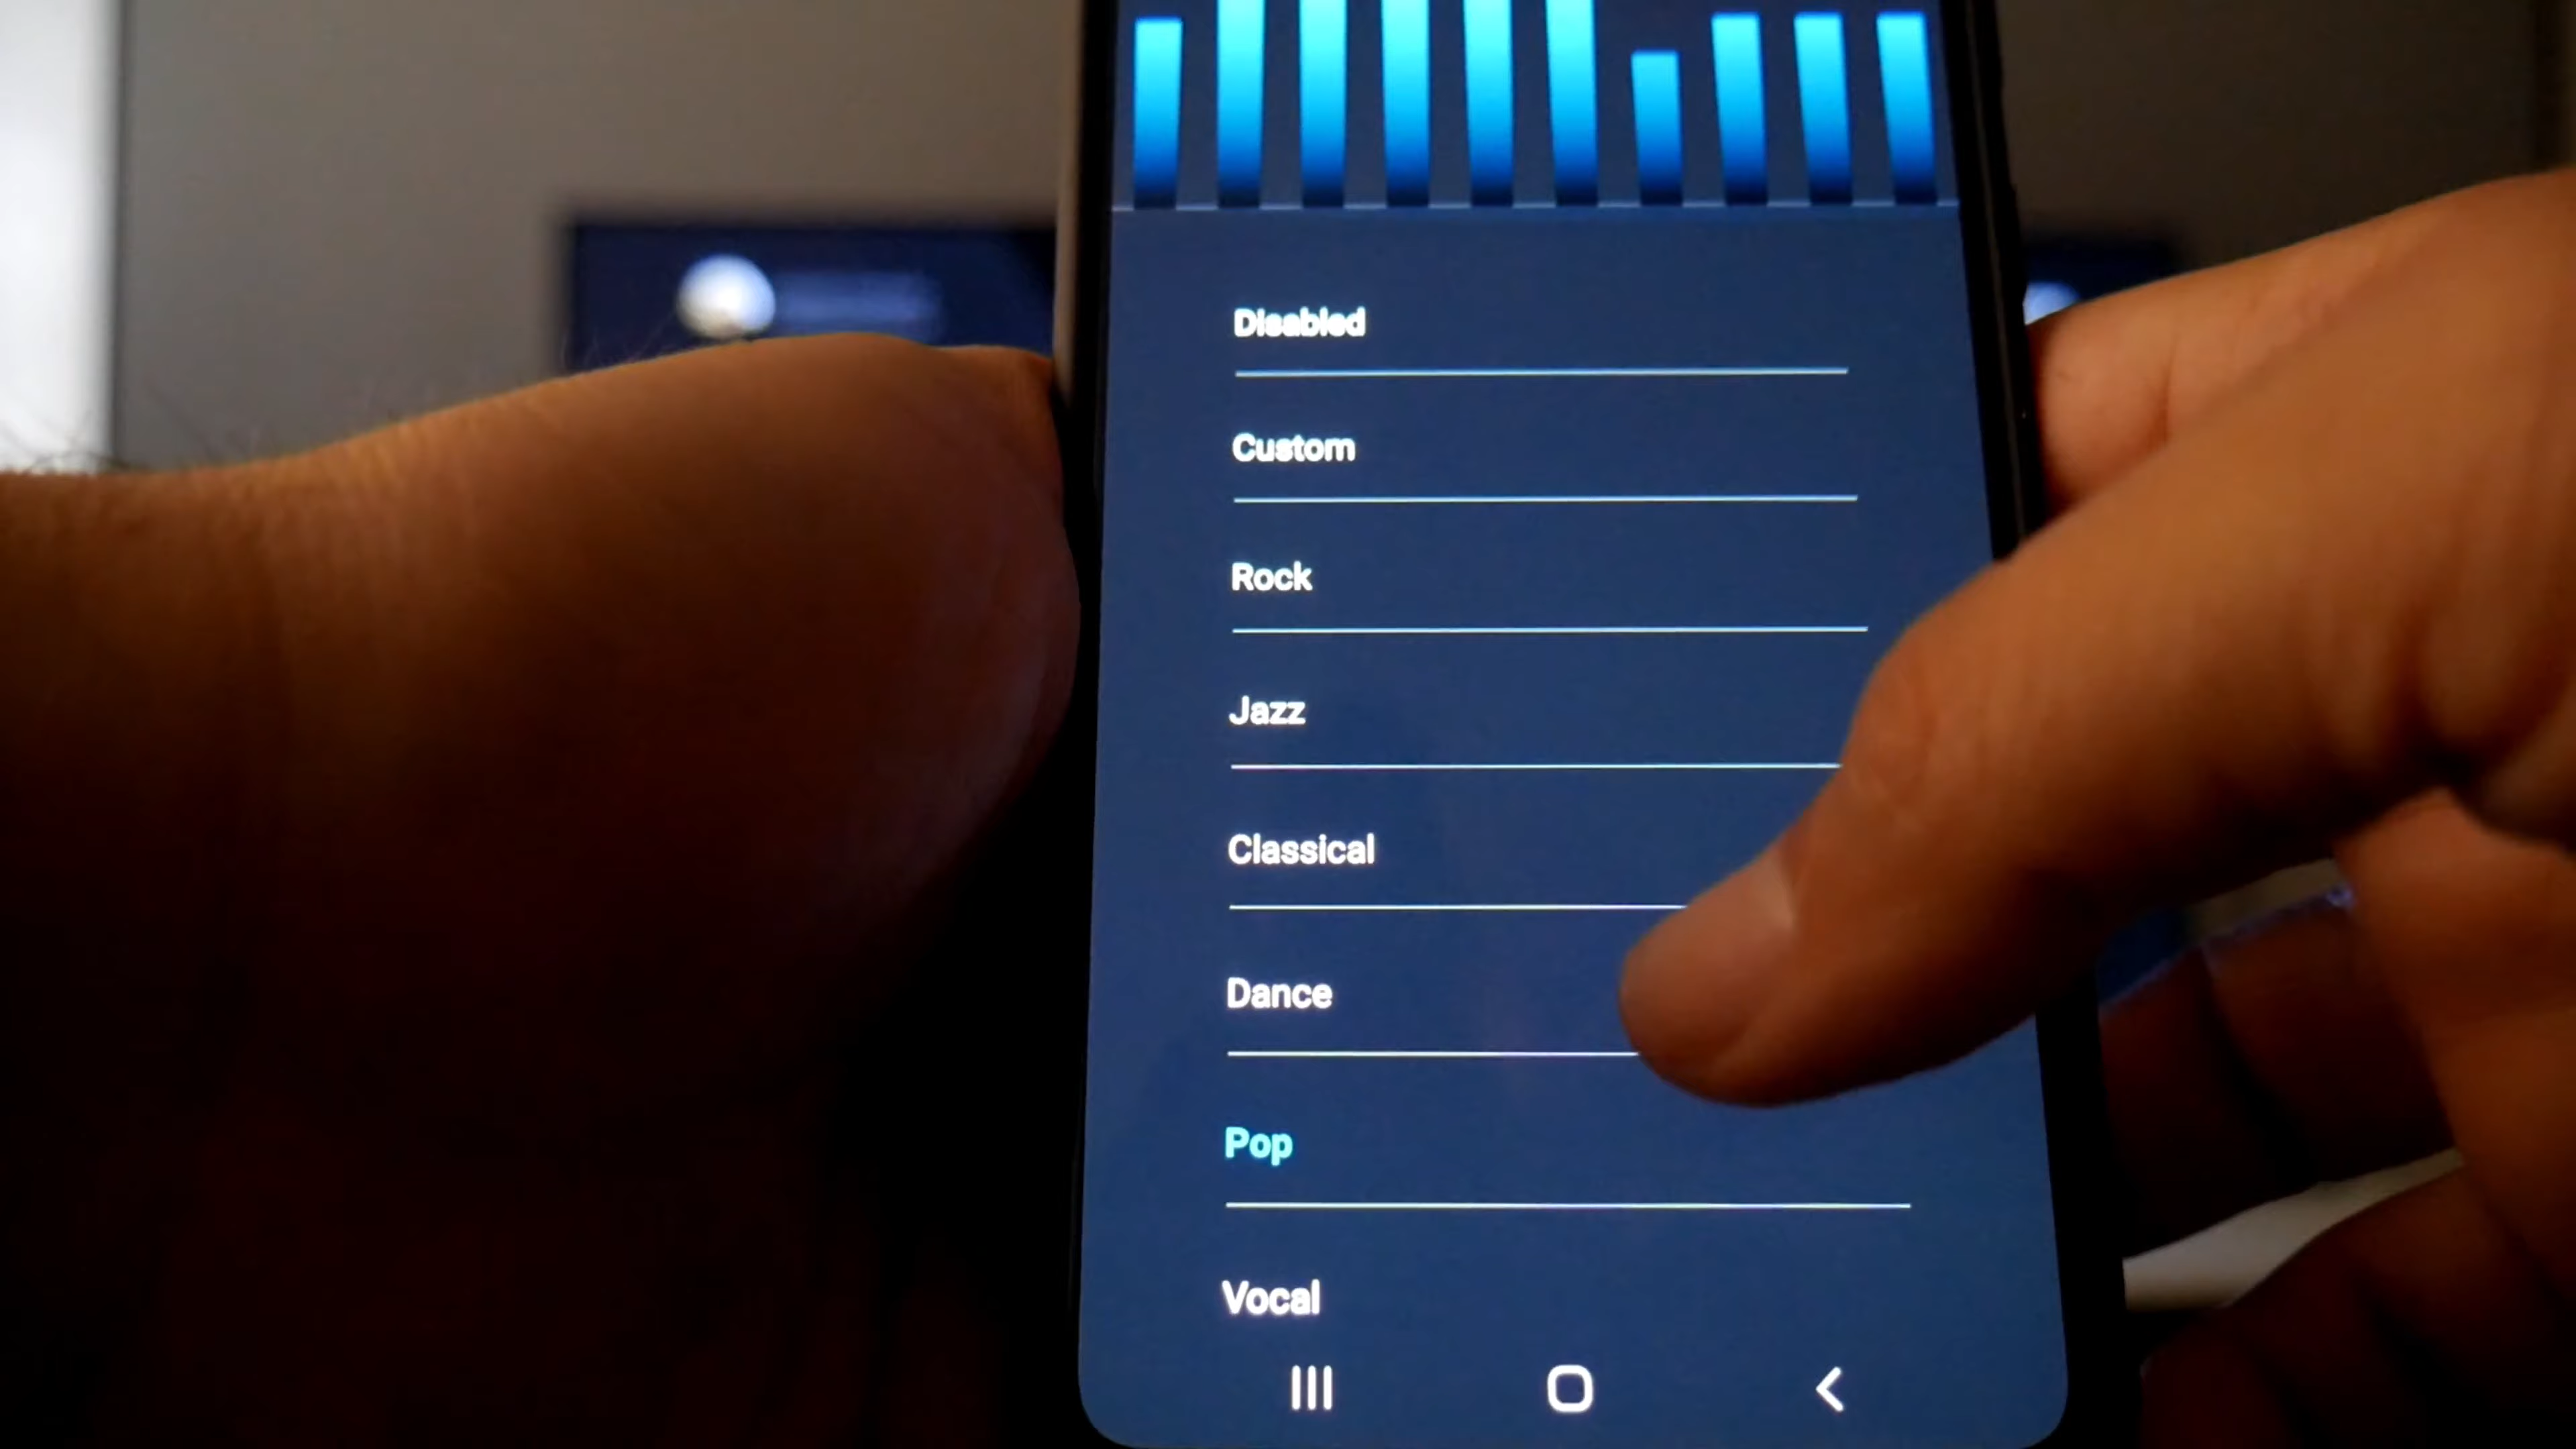 Disabled
Custom
Rock
Jazz
Classical
Dance
Pop
Vocal